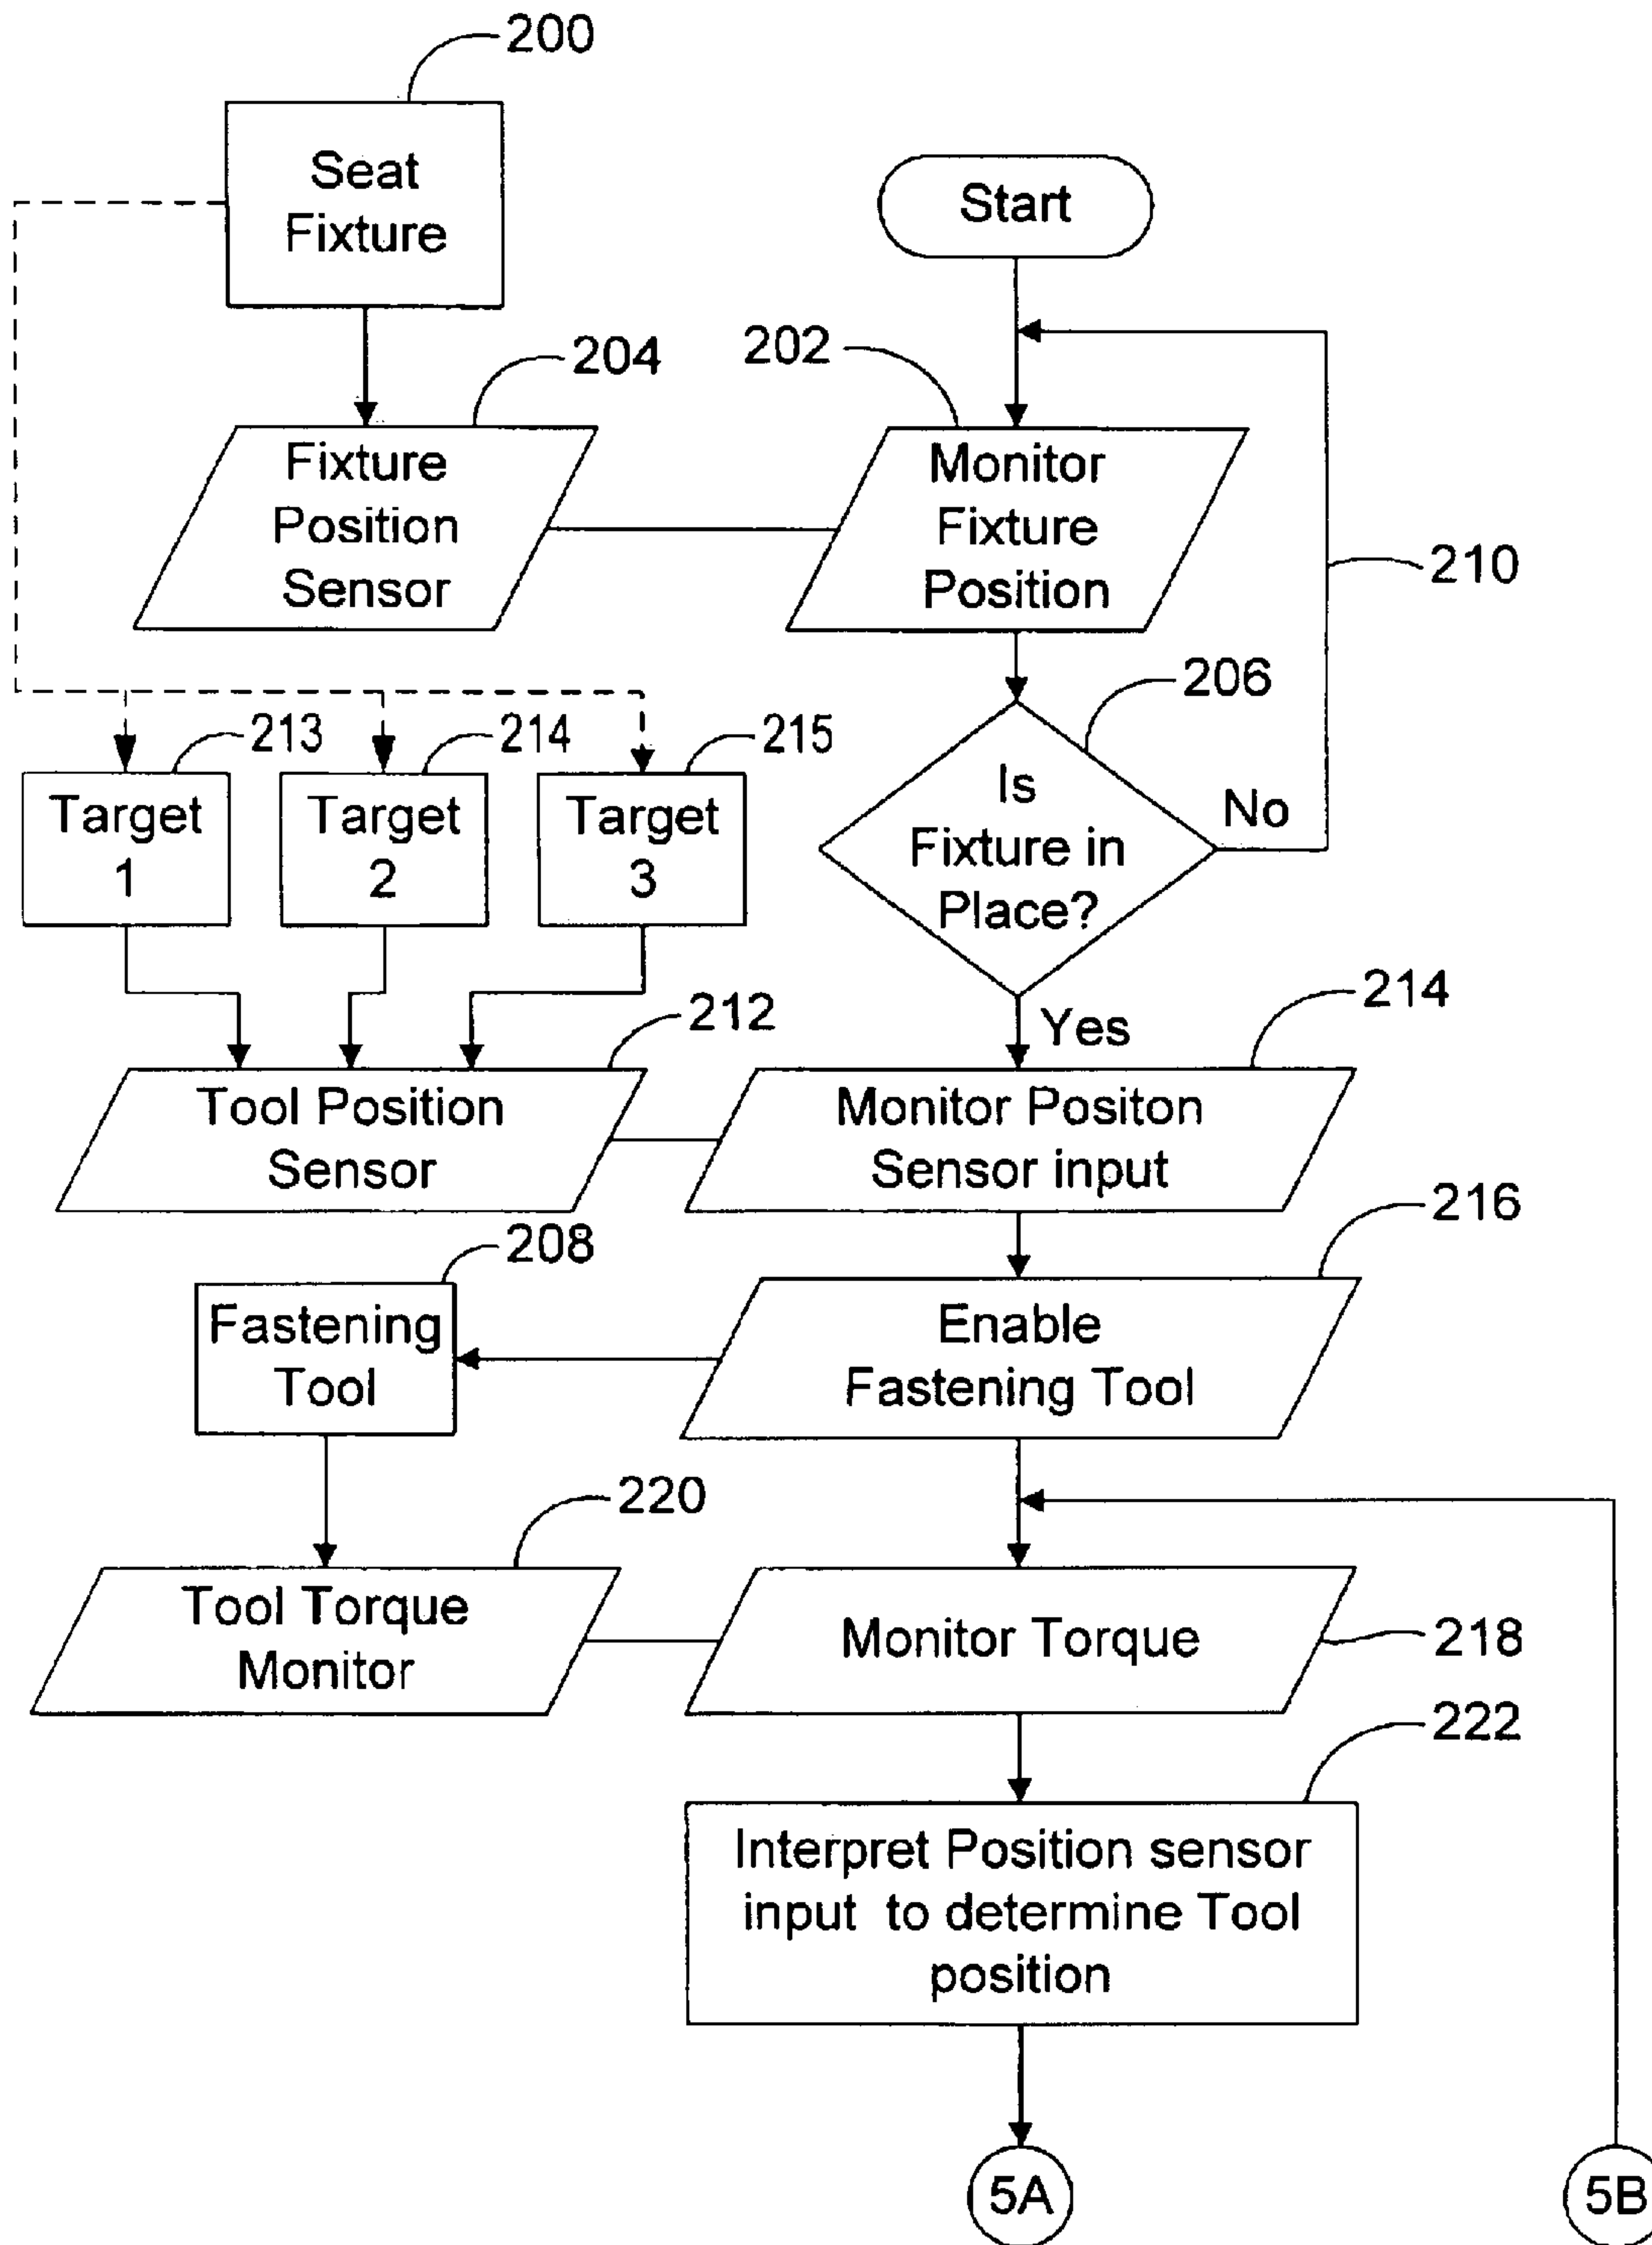 200
Seat
Fixture
Start
204
202
Fixture
Position
Sensor
Monitor
Fixture
Position
210
206
213
214
215
Target
1
Target
2
Target
3
Is
Fixture in
Place?
No
Yes
212
214
Tool Position
Sensor
Monitor Positon
Sensor input
208
216
Fastening
Tool
Enable
Fastening Tool
220
Tool Torque
Monitor
Monitor Torque
218
222
Interpret Position sensor
input to determine Tool
position
5A
5B